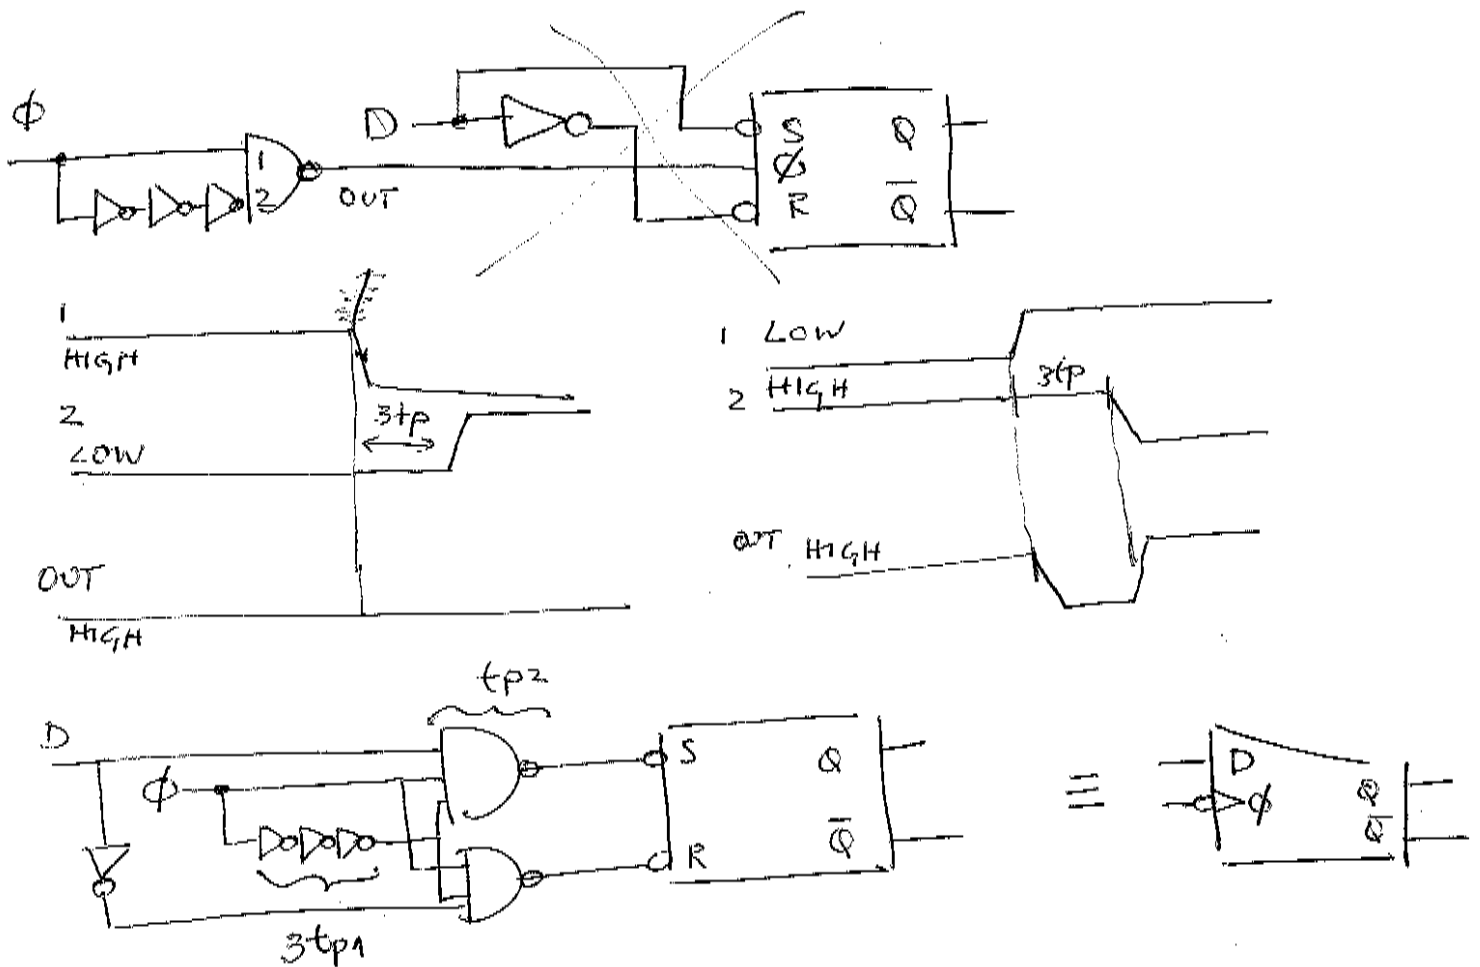 ϕ
D
S Q
ϕ
R Q̅
1
2
OUT
1
HIGH
2
3tp
LOW
OUT
HIGH
1 LOW
HIGH
2
3tp
OUT HIGH
tp2
D
ϕ
S Q
R Q̅
3tp1
≡
D
ϕ
Q
Q̅